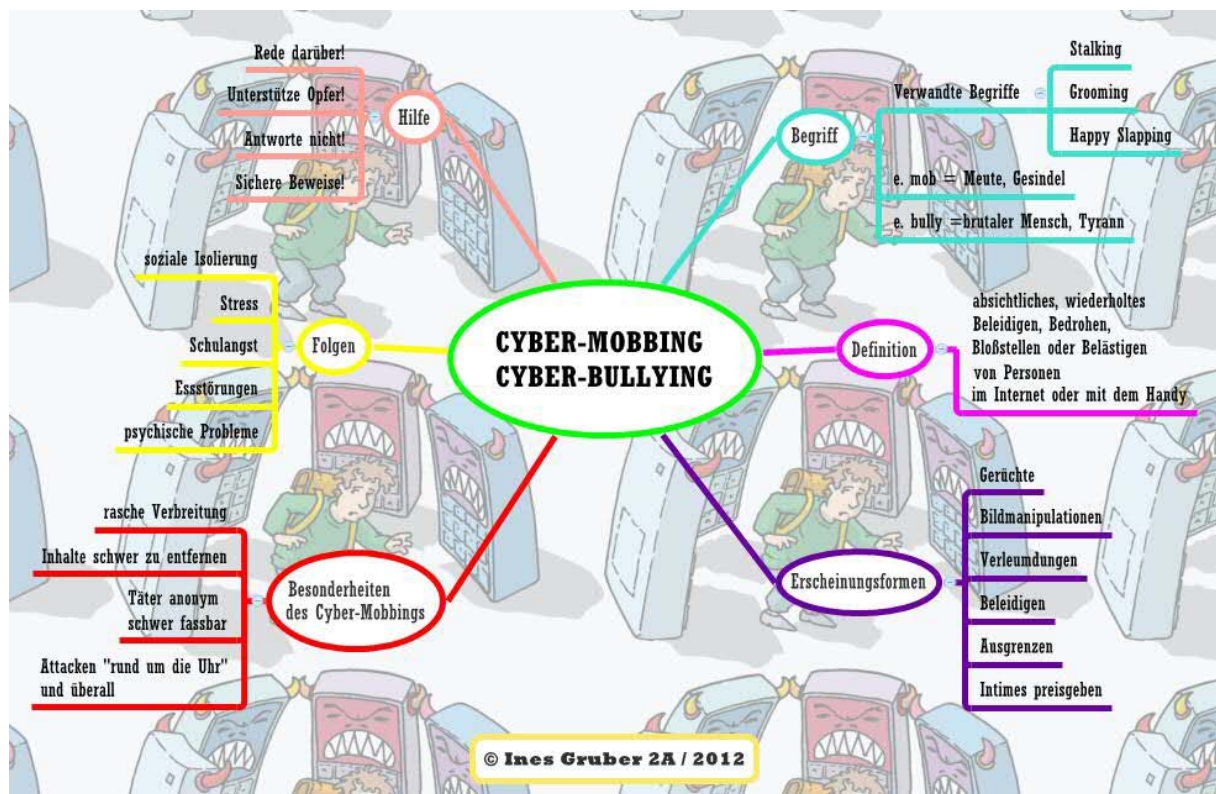 CYBER-MOBBING
CYBER-BULLYING
Hilfe
Rede darüber!
Unterstütze Opfer!
Antworte nicht!
Sichere Beweise!
Begriff
Verwandte Begriffe
Stalking
Grooming
Happy Slapping
e. mob = Meute, Gesindel
e. bully =brutaler Mensch, Tyrann
Folgen
soziale Isolierung
Stress
Schulangst
Essstörungen
psychische Probleme
Definition
absichtliches, wiederholtes
Beleidigen, Bedrohen,
Bloßstellen oder Belästigen
von Personen
im Internet oder mit dem Handy
Besonderheiten
des Cyber-Mobbings
rasche Verbreitung
Inhalte schwer zu entfernen
Täter anonym
schwer fassbar
Attacken "rund um die Uhr"
und überall
Erscheinungsformen
Gerüchte
Bildmanipulationen
Verleumdungen
Beleidigen
Ausgrenzen
Intimes preisgeben
© Ines Gruber 2A / 2012